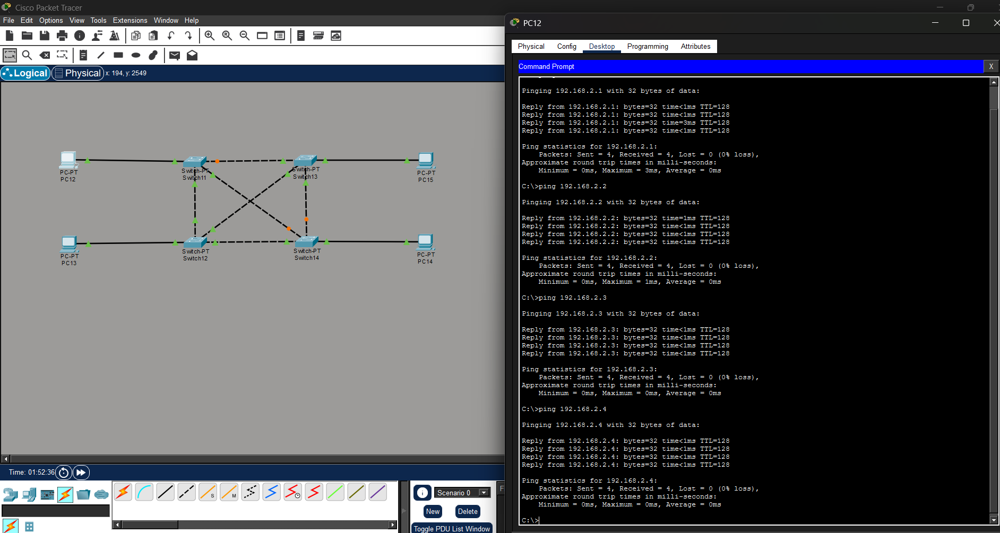 Cisco Packet Tracer
File Edit Options View Tools Extensions Window Help
Logical Physical x: 194, y: 2549
PC-PT
PC12
Switch-PT
Switch11
Switch-PT
Switch13
PC-PT
PC15
PC-PT
PC13
Switch-PT
Switch12
Switch-PT
Switch14
PC-PT
PC14
Time: 01:52:36
S
M
Scenario 0
New Delete
Toggle PDU List Window
F
PC12
Physical Config Desktop Programming Attributes
Command Prompt
X
Pinging 192.168.2.1 with 32 bytes of data:
Reply from 192.168.2.1: bytes=32 time<1ms TTL=128
Reply from 192.168.2.1: bytes=32 time<1ms TTL=128
Reply from 192.168.2.1: bytes=32 time=3ms TTL=128
Reply from 192.168.2.1: bytes=32 time<1ms TTL=128
Ping statistics for 192.168.2.1:
Packets: Sent = 4, Received = 4, Lost = 0 (0% loss),
Approximate round trip times in milli-seconds:
Minimum = 0ms, Maximum = 3ms, Average = 0ms
C:\>ping 192.168.2.2
Pinging 192.168.2.2 with 32 bytes of data:
Reply from 192.168.2.2: bytes=32 time=1ms TTL=128
Reply from 192.168.2.2: bytes=32 time<1ms TTL=128
Reply from 192.168.2.2: bytes=32 time<1ms TTL=128
Reply from 192.168.2.2: bytes=32 time<1ms TTL=128
Ping statistics for 192.168.2.2:
Packets: Sent = 4, Received = 4, Lost = 0 (0% loss),
Approximate round trip times in milli-seconds:
Minimum = 0ms, Maximum = 1ms, Average = 0ms
C:\>ping 192.168.2.3
Pinging 192.168.2.3 with 32 bytes of data:
Reply from 192.168.2.3: bytes=32 time<1ms TTL=128
Reply from 192.168.2.3: bytes=32 time<1ms TTL=128
Reply from 192.168.2.3: bytes=32 time<1ms TTL=128
Reply from 192.168.2.3: bytes=32 time<1ms TTL=128
Ping statistics for 192.168.2.3:
Packets: Sent = 4, Received = 4, Lost = 0 (0% loss),
Approximate round trip times in milli-seconds:
Minimum = 0ms, Maximum = 0ms, Average = 0ms
C:\>ping 192.168.2.4
Pinging 192.168.2.4 with 32 bytes of data:
Reply from 192.168.2.4: bytes=32 time<1ms TTL=128
Reply from 192.168.2.4: bytes=32 time<1ms TTL=128
Reply from 192.168.2.4: bytes=32 time<1ms TTL=128
Reply from 192.168.2.4: bytes=32 time<1ms TTL=128
Ping statistics for 192.168.2.4:
Packets: Sent = 4, Received = 4, Lost = 0 (0% loss),
Approximate round trip times in milli-seconds:
Minimum = 0ms, Maximum = 0ms, Average = 0ms
C:\>